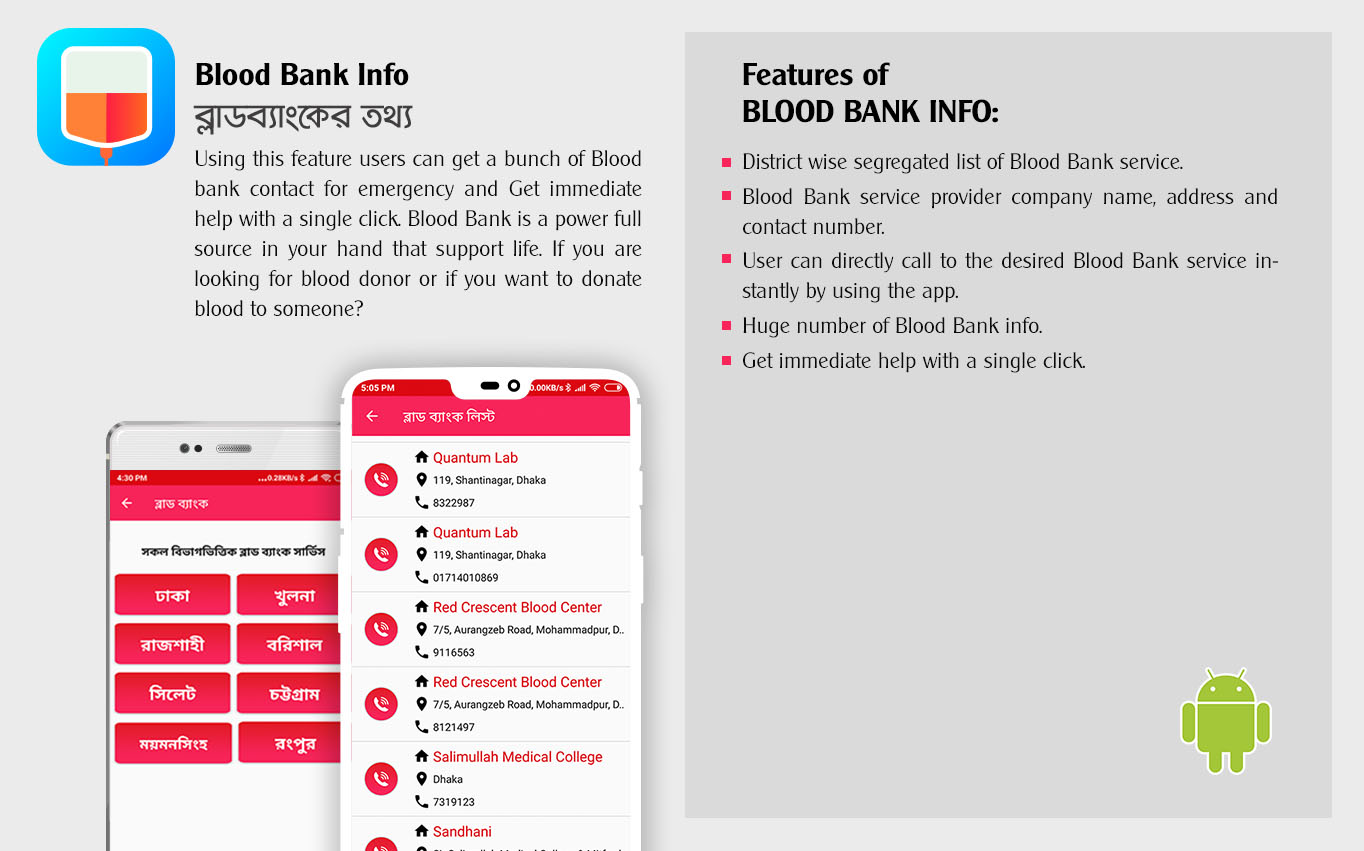 Blood Bank Info
ব্লাডব্যাংকের তথ্য
Using this feature users can get a bunch of Blood
bank contact for emergency and Get immediate
help with a single click. Blood Bank is a power full
source in your hand that support life. If you are
looking for blood donor or if you want to donate
blood to someone?
Features of
BLOOD BANK INFO:
District wise segregated list of Blood Bank service.
Blood Bank service provider company name, address and
contact number.
User can directly call to the desired Blood Bank service in-
stantly by using the app.
Huge number of Blood Bank info.
Get immediate help with a single click.
4:30 PM ...0.28KB/s
ব্লাড ব্যাংক
সকল বিভাগভিত্তিক ব্লাড ব্যাংক সার্ভিস
ঢাকা খুলনা
রাজশাহী বরিশাল
সিলেট চট্টগ্রাম
ময়মনসিংহ রংপুর
5:05 PM 0.00KB/s
ব্লাড ব্যাংক লিস্ট
Quantum Lab
119, Shantinagar, Dhaka
8322987
Quantum Lab
119, Shantinagar, Dhaka
01714010869
Red Crescent Blood Center
7/5, Aurangzeb Road, Mohammadpur, D..
9116563
Red Crescent Blood Center
7/5, Aurangzeb Road, Mohammadpur, D..
8121497
Salimullah Medical College
Dhaka
7319123
Sandhani